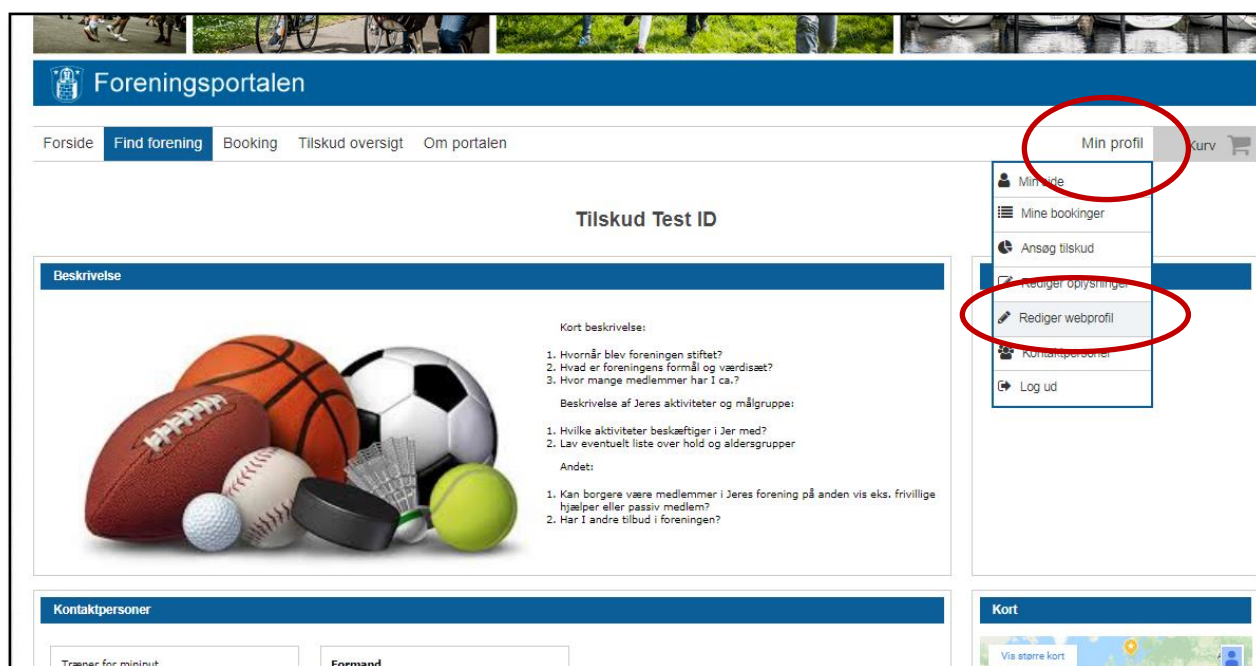 Foreningsportalen
Forside Find forening Booking Tilskud oversigt Om portalen Min profil Kurv
Min side
Mine bookinger
Ansøg tilskud
Rediger oplysninger
Rediger webprofil
Kontaktpersoner
Log ud
Tilskud Test ID
Beskrivelse
Kort beskrivelse:
1. Hvornår blev foreningen stiftet?
2. Hvad er foreningens formål og værdisæt?
3. Hvor mange medlemmer har I ca.?
Beskrivelse af Jeres aktiviteter og målgruppe:
1. Hvilke aktiviteter beskæftiger i Jer med?
2. Lav eventuelt liste over hold og aldersgrupper
Andet:
1. Kan borgere være medlemmer i Jeres forening på anden vis eks. frivillige
hjælper eller passiv medlem?
2. Har I andre tilbud i foreningen?
Kontaktpersoner
Træner for miniput
Formand
Kort
Vis større kort